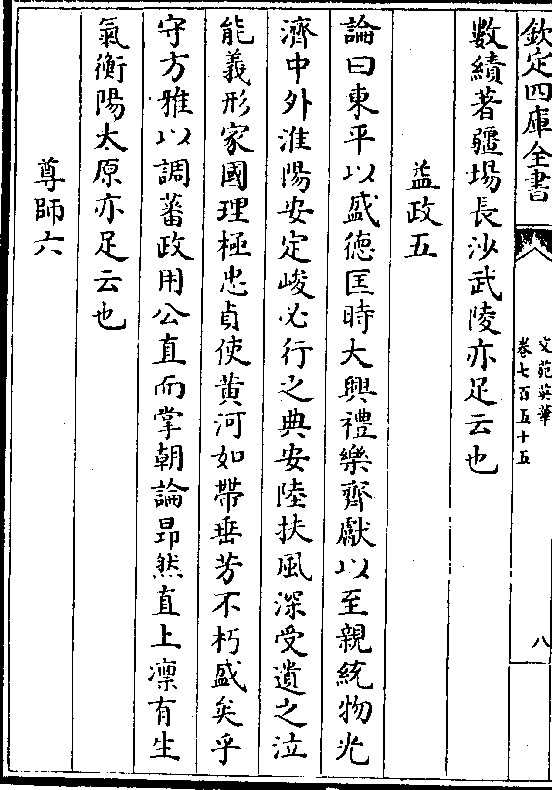 欽定四庫全書
文苑英華
卷七百五十五
八
數績著疆場長沙武陵亦足云也
益政五
論曰東平以盛德匡時大興禮樂齊獻以至親統物光
濟中外淮陽安定峻必行之典安陸扶風深受遺之泣
能義形家國理極忠貞使黄河如帶垂芳不朽盛矣乎
守方雅以調蕃政用公直而掌朝論昂然直上凛有生
氣衡陽太原亦足云也
尊師六